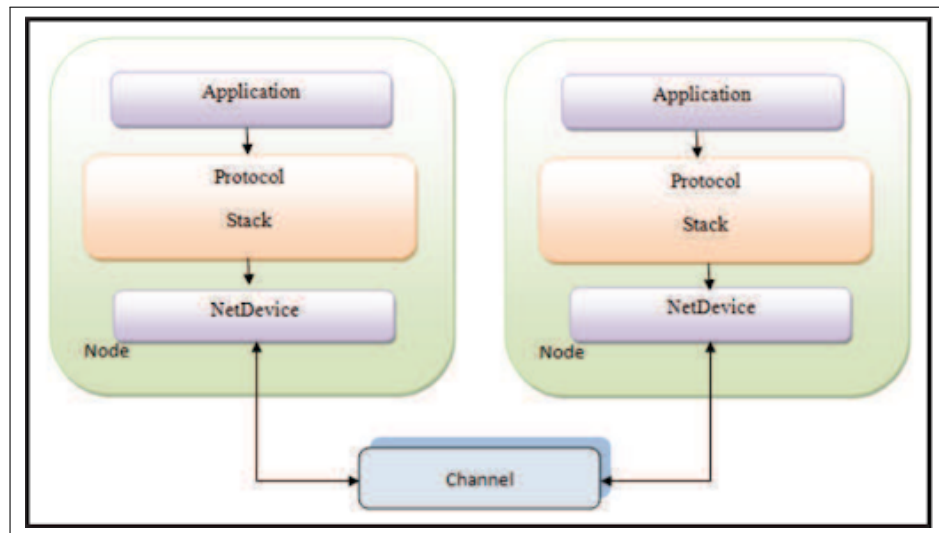 Application
Protocol
Stack
NetDevice
Node
Application
Protocol
Stack
NetDevice
Node
Channel